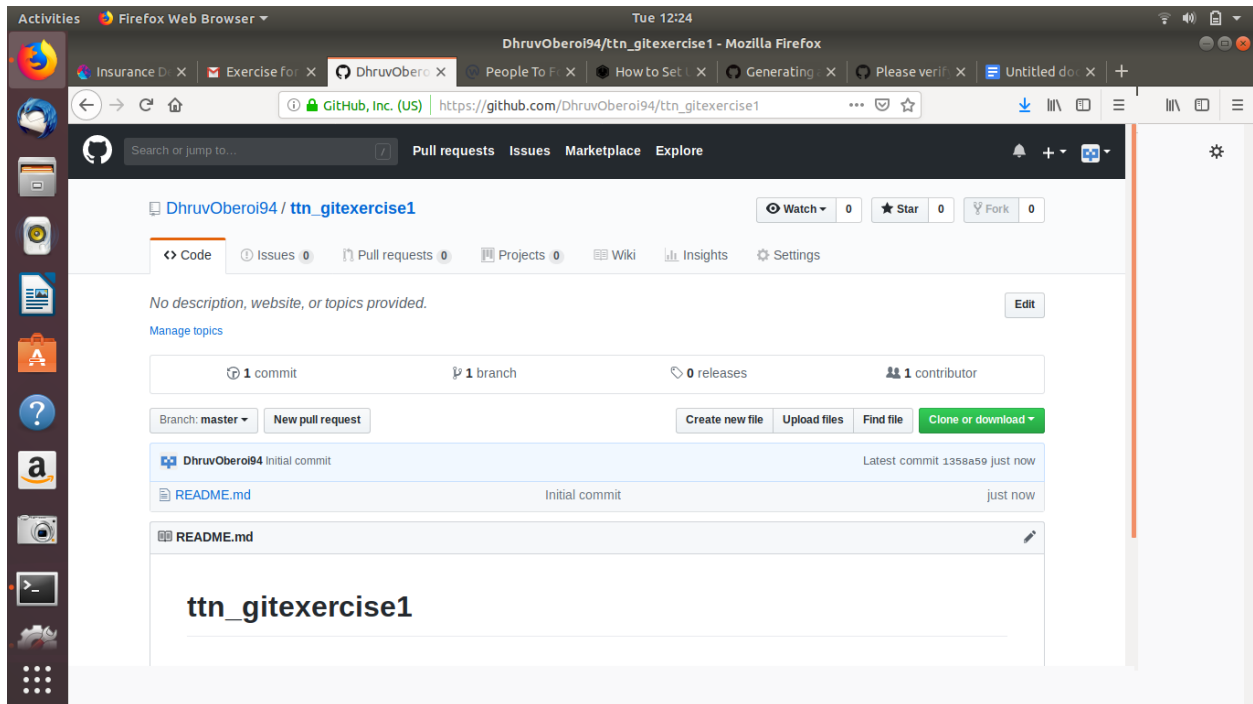 Activities Firefox Web Browser Tue 12:24
DhruvOberoi94/ttn_gitexercise1 - Mozilla Firefox
Insurance D Exercise for DhruvObero People To Fo How to Set U Generating a Please verify Untitled doc
GitHub, Inc. (US) https://github.com/DhruvOberoi94/ttn_gitexercise1
Search or jump to... / Pull requests Issues Marketplace Explore
DhruvOberoi94 / ttn_gitexercise1 Watch 0 Star 0 Fork 0
Code Issues 0 Pull requests 0 Projects 0 Wiki Insights Settings
No description, website, or topics provided. Edit
Manage topics
1 commit 1 branch 0 releases 1 contributor
Branch: master New pull request Create new file Upload files Find file Clone or download
DhruvOberoi94 Initial commit Latest commit 1358a59 just now
README.md Initial commit just now
README.md
ttn_gitexercise1